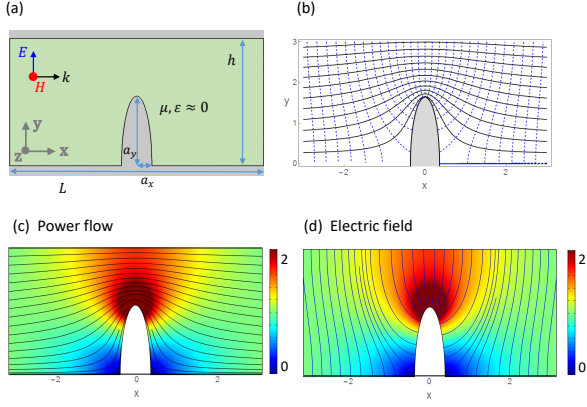 (a)
E
H
k
h
μ, ε ≈ 0
y
z
x
a_y
L
a_x
(b)
3
2
y
1
0
-2
0
2
x
(c) Power flow
2
0
-2
0
2
x
(d) Electric field
2
0
-2
0
2
x